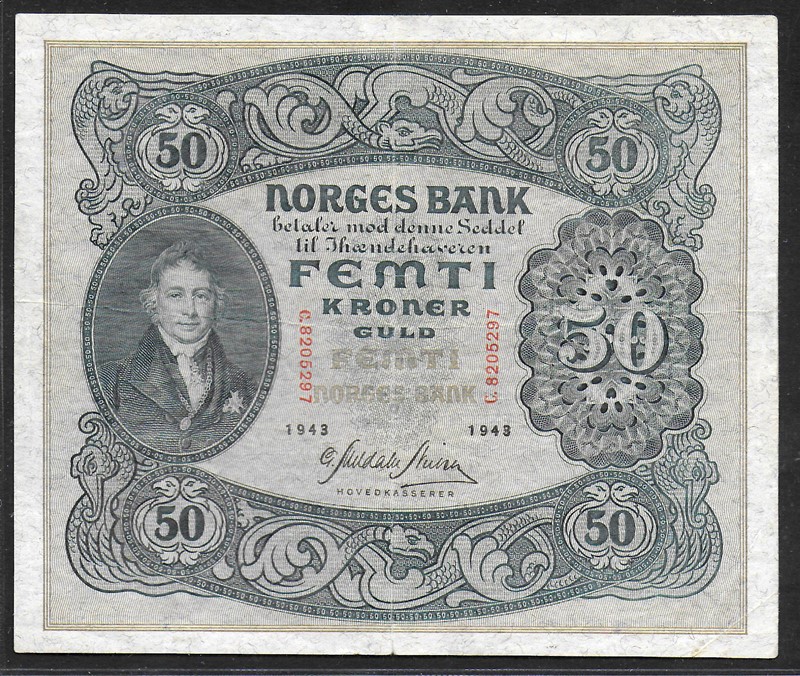 50 50
NORGES BANK
betaler mod denne Seddel
til Ihændehaveren
FEMTI
KRONER
GULD
50
FEMTI
NORGES BANK
C.8205297
C.8205297
1943 1943
HOVEDKASSERER
50 50